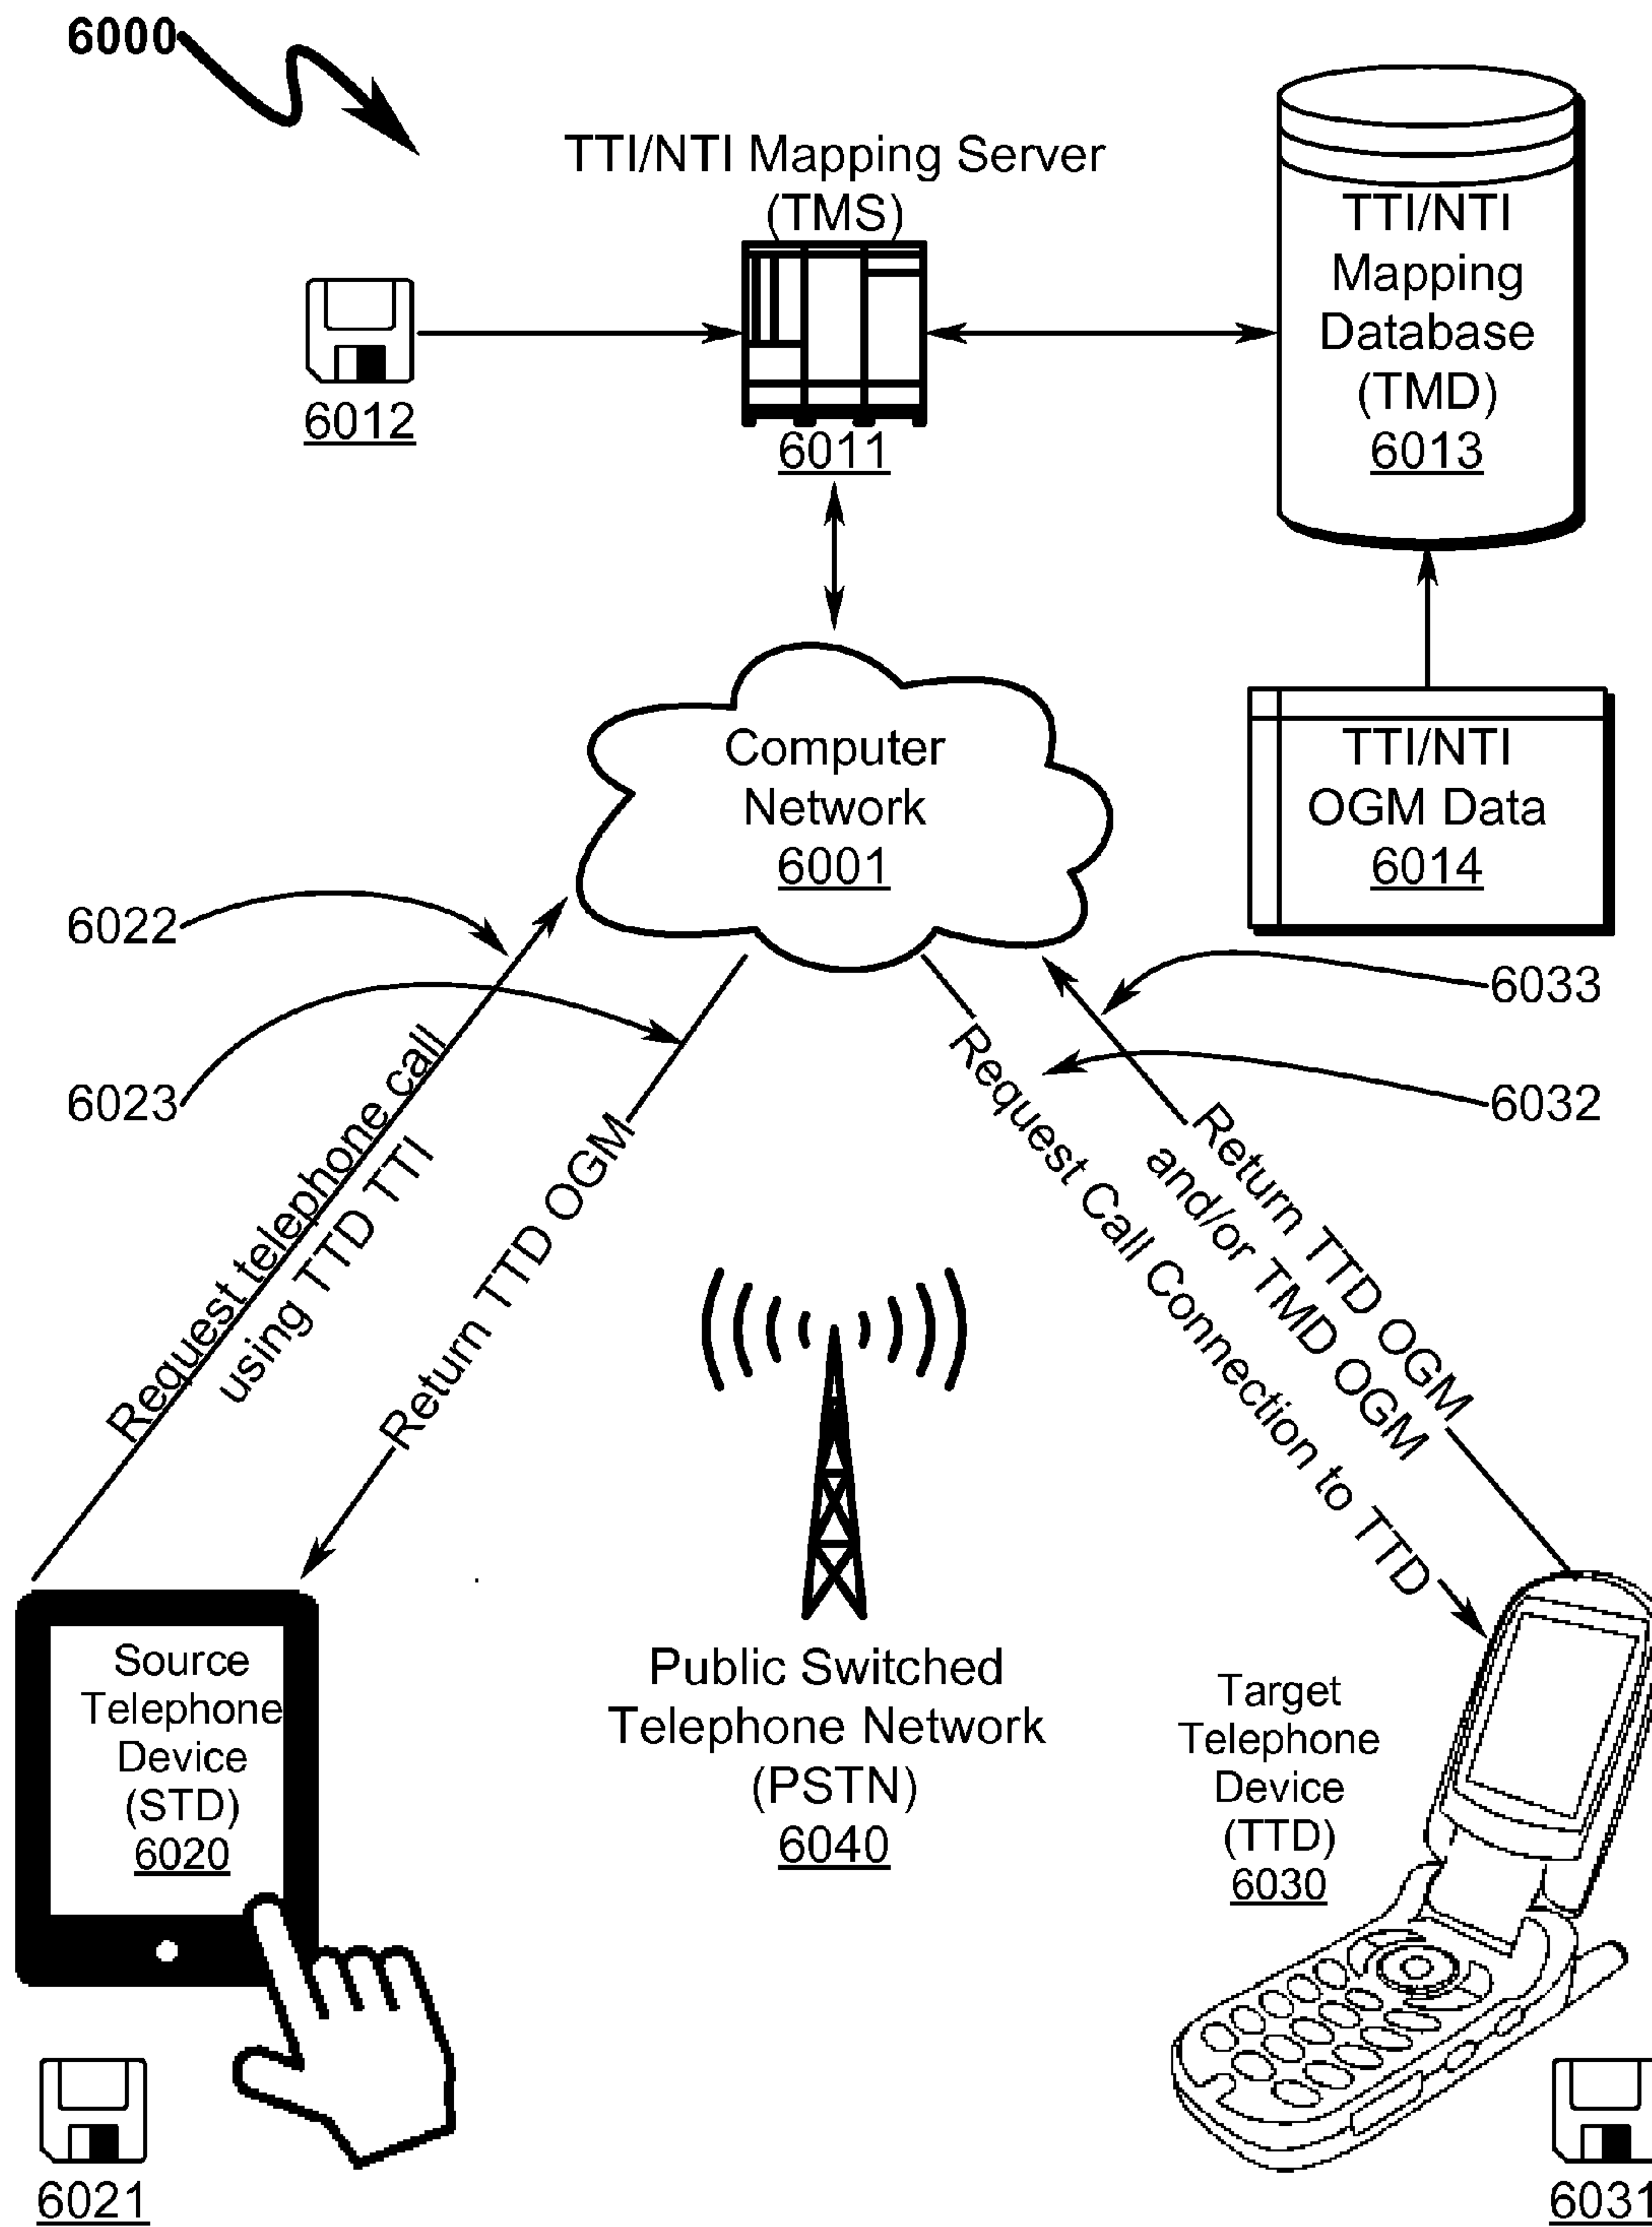 6000
TTI/NTI Mapping Server
(TMS)
6011
6012
TTI/NTI
Mapping
Database
(TMD)
6013
Computer
Network
6001
TTI/NTI
OGM Data
6014
6022
6023
6033
6032
Request telephone call
using TTD TTI
Return TTD OGM
Request Call Connection to TTD
Return TTD OGM
and/or TMD OGM
Source
Telephone
Device
(STD)
6020
Public Switched
Telephone Network
(PSTN)
6040
Target
Telephone
Device
(TTD)
6030
6021
6031